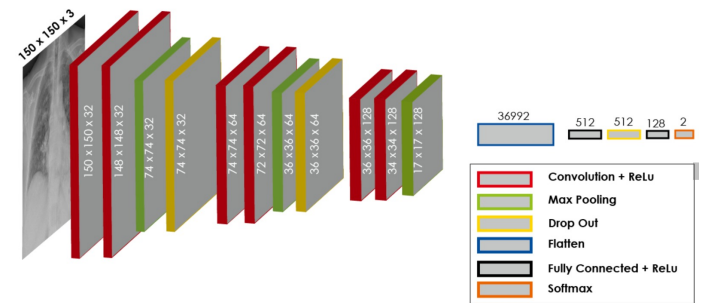 150 x 150 x 3
150 x 150 x 32
148 x 148 x 32
74 x 74 x 32
74 x 74 x 32
74 x 74 x 64
72 x 72 x 64
36 x 36 x 64
36 x 36 x 64
36 x 36 x 128
34 x 34 x 128
17 x 17 x 128
36992
512
512
128
2
Convolution + ReLu
Max Pooling
Drop Out
Flatten
Fully Connected + ReLu
Softmax